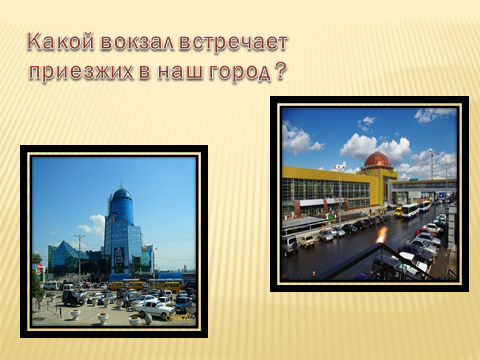 Какой вокзал встречает
приезжих в наш город ?